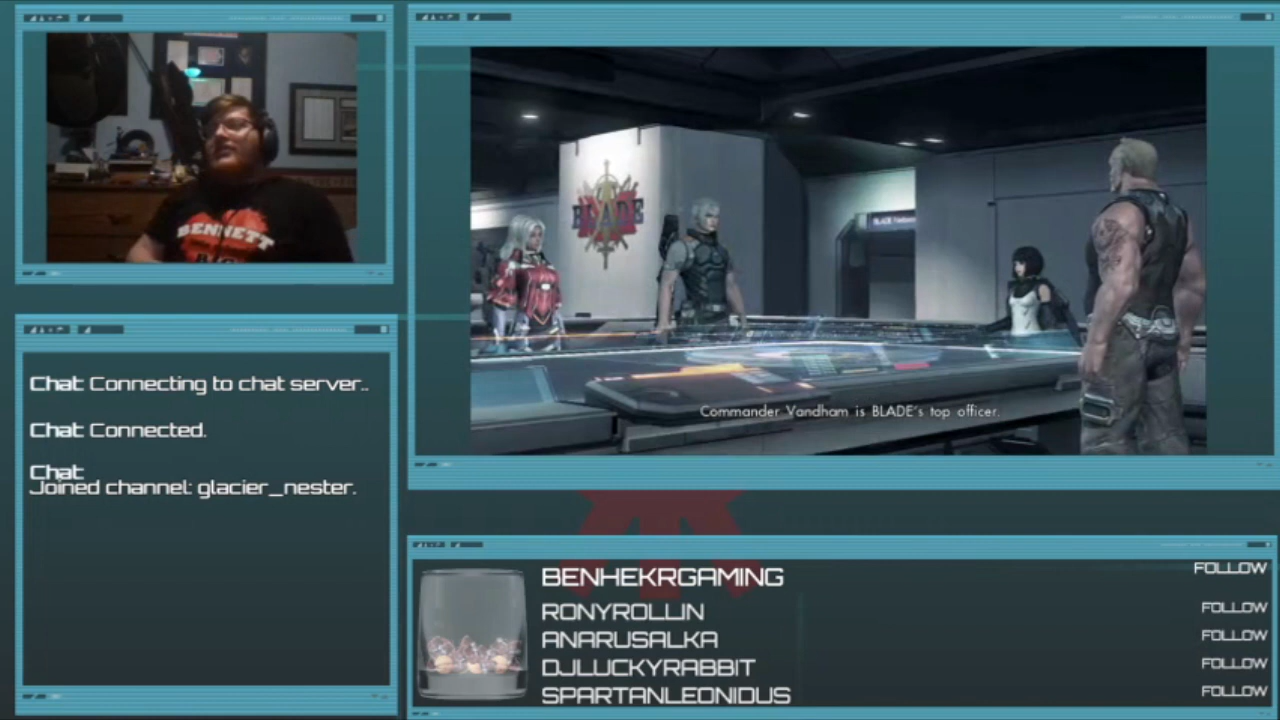 BENNETT
Chat: Connecting to chat server..
Chat: Connected.
Chat:
Joined channel: glacier_nester.
BLADE
BLADE
Commander Vandham is BLADE's top officer.
BENHEKRGAMING FOLLOW
RONYROLLIN FOLLOW
ANARUSALKA FOLLOW
DJLUCKYRABBIT FOLLOW
SPARTANLEONIDUS FOLLOW